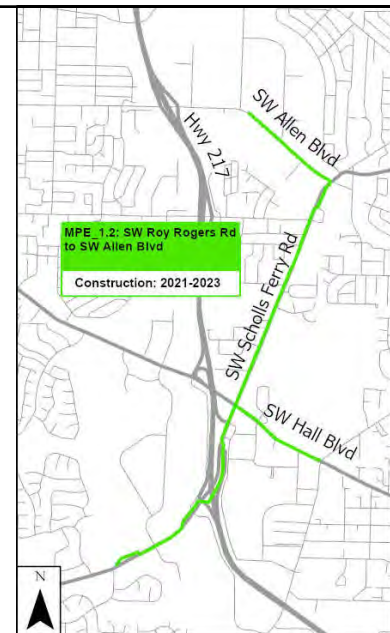 SW Allen Blvd
Hwy 217
MPE_1.2: SW Roy Rogers Rd
to SW Allen Blvd
Construction: 2021-2023
SW Scholls Ferry Rd
SW Hall Blvd
N